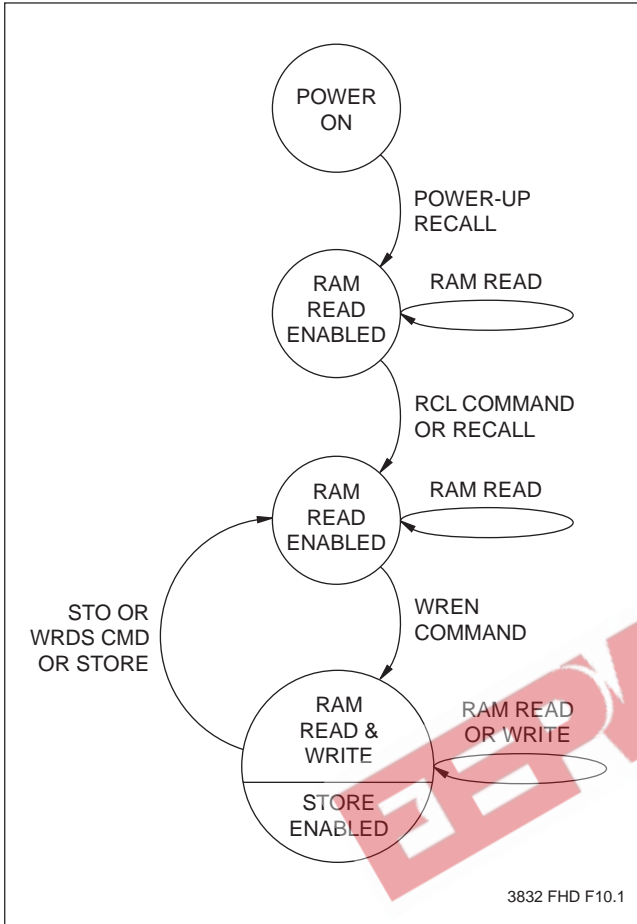 POWER
ON
POWER-UP
RECALL
RAM
READ
ENABLED
RAM READ
RCL COMMAND
OR RECALL
RAM
READ
ENABLED
RAM READ
STO OR
WRDS CMD
OR STORE
WREN
COMMAND
RAM
READ &
WRITE
RAM READ
OR WRITE
STORE
ENABLED
3832 FHD F10.1